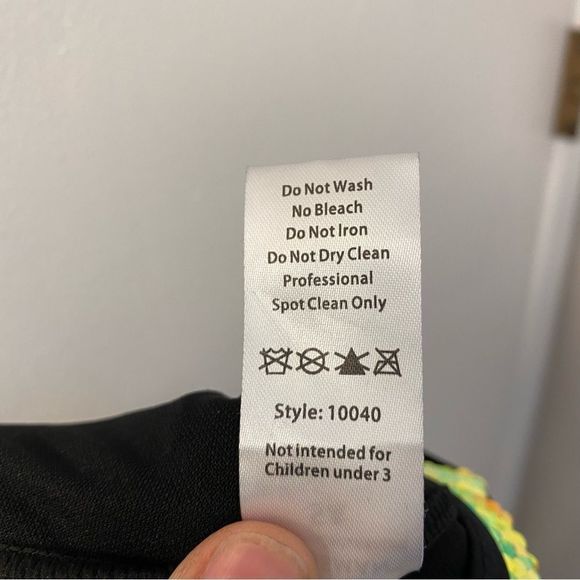 Do Not Wash
No Bleach
Do Not Iron
Do Not Dry Clean
Professional
Spot Clean Only
Style: 10040
Not intended for
Children under 3